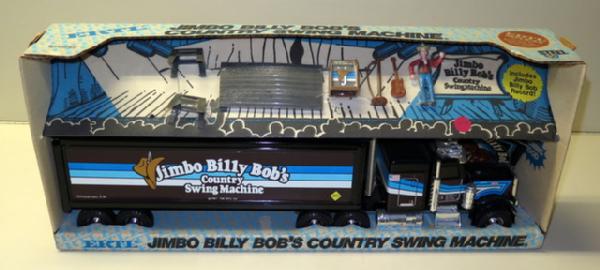 ERTL
JIMBO BILLY BOB'S
COUNTRY SWING MACHINE
Jimbo
Billy Bob's
Country
Swing Machine
Includes
Jimbo
Billy Bob
Award!
Jimbo Billy Bob's
Country
Swing Machine
ERTL
JIMBO BILLY BOB'S COUNTRY SWING MACHINE